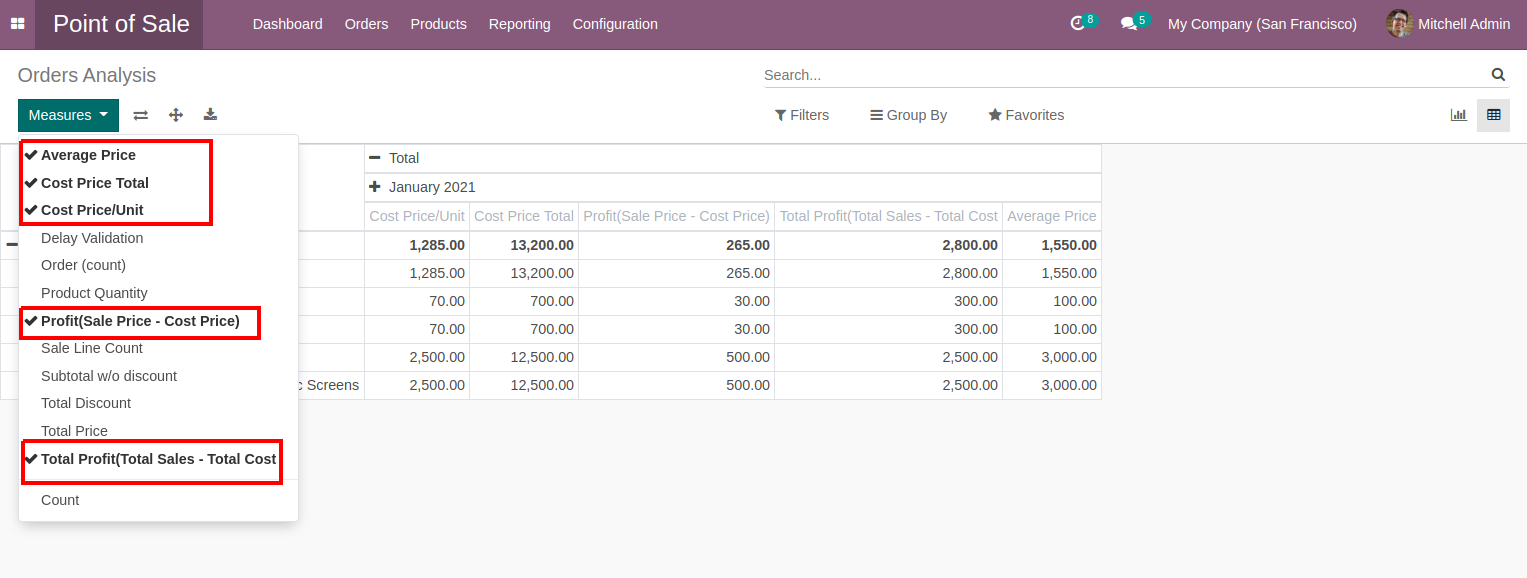 Point of Sale Dashboard Orders Products Reporting Configuration 8 5 My Company (San Francisco) Mitchell Admin
Orders Analysis Search...
Measures Filters Group By Favorites
Average Price
Cost Price Total
Cost Price/Unit
Delay Validation
Order (count)
Product Quantity
Profit(Sale Price - Cost Price)
Sale Line Count
Subtotal w/o discount
Total Discount
Total Price
Total Profit(Total Sales - Total Cost
Count
Total
January 2021
Cost Price/Unit Cost Price Total Profit(Sale Price - Cost Price) Total Profit(Total Sales - Total Cost Average Price
1,285.00 13,200.00 265.00 2,800.00 1,550.00
1,285.00 13,200.00 265.00 2,800.00 1,550.00
70.00 700.00 30.00 300.00 100.00
70.00 700.00 30.00 300.00 100.00
2,500.00 12,500.00 500.00 2,500.00 3,000.00
c Screens 2,500.00 12,500.00 500.00 2,500.00 3,000.00